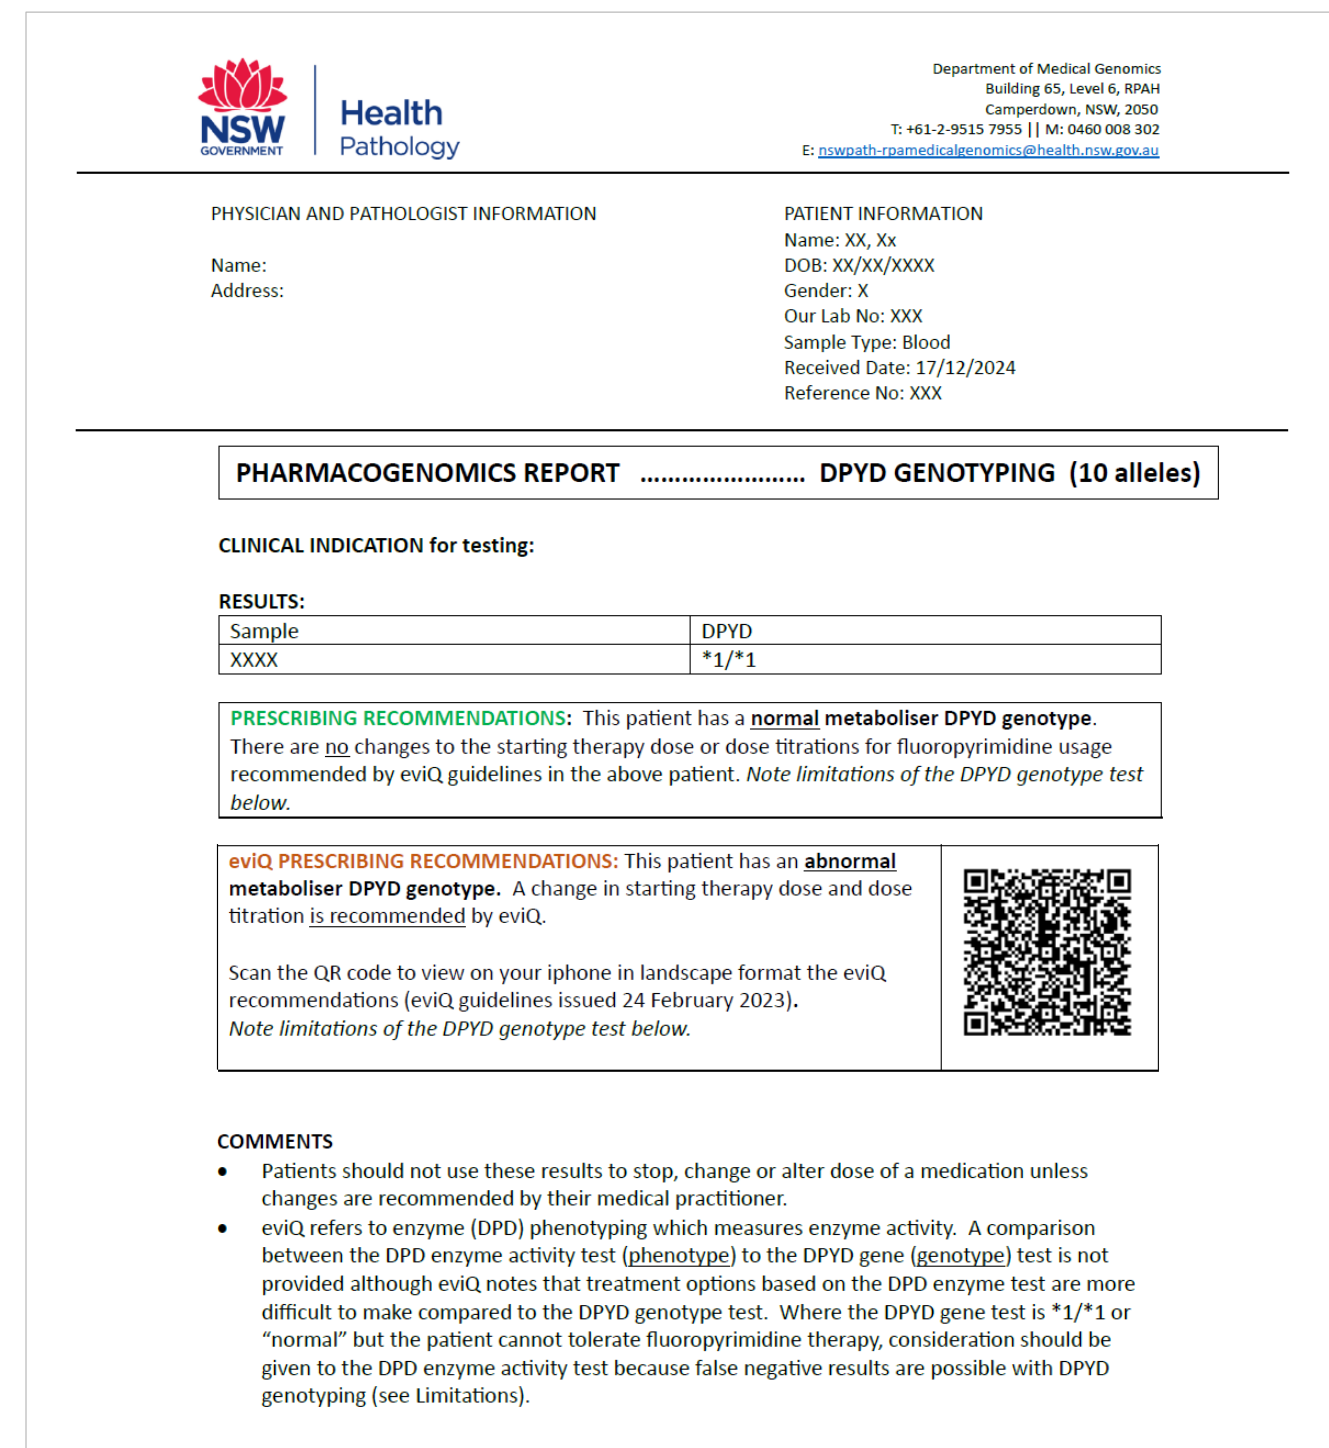 NSW
GOVERNMENT
Health
Pathology
Department of Medical Genomics
Building 65, Level 6, RPAH
Camperdown, NSW, 2050
T: +61-2-9515 7955 || M: 0460 008 302
E: nswpath-rpamedicalgenomics@health.nsw.gov.au
PHYSICIAN AND PATHOLOGIST INFORMATION
Name:
Address:
PATIENT INFORMATION
Name: XX, Xx
DOB: XX/XX/XXXX
Gender: X
Our Lab No: XXX
Sample Type: Blood
Received Date: 17/12/2024
Reference No: XXX
PHARMACOGENOMICS REPORT ........................ DPYD GENOTYPING (10 alleles)
CLINICAL INDICATION for testing:
RESULTS:
Sample DPYD
XXXX *1/*1
PRESCRIBING RECOMMENDATIONS: This patient has a normal metaboliser DPYD genotype.
There are no changes to the starting therapy dose or dose titrations for fluoropyrimidine usage
recommended by eviQ guidelines in the above patient. Note limitations of the DPYD genotype test
below.
eviQ PRESCRIBING RECOMMENDATIONS: This patient has an abnormal
metaboliser DPYD genotype. A change in starting therapy dose and dose
titration is recommended by eviQ.
Scan the QR code to view on your iphone in landscape format the eviQ
recommendations (eviQ guidelines issued 24 February 2023).
Note limitations of the DPYD genotype test below.
COMMENTS
• Patients should not use these results to stop, change or alter dose of a medication unless
changes are recommended by their medical practitioner.
• eviQ refers to enzyme (DPD) phenotyping which measures enzyme activity. A comparison
between the DPD enzyme activity test (phenotype) to the DPYD gene (genotype) test is not
provided although eviQ notes that treatment options based on the DPD enzyme test are more
difficult to make compared to the DPYD genotype test. Where the DPYD gene test is *1/*1 or
“normal” but the patient cannot tolerate fluoropyrimidine therapy, consideration should be
given to the DPD enzyme activity test because false negative results are possible with DPYD
genotyping (see Limitations).